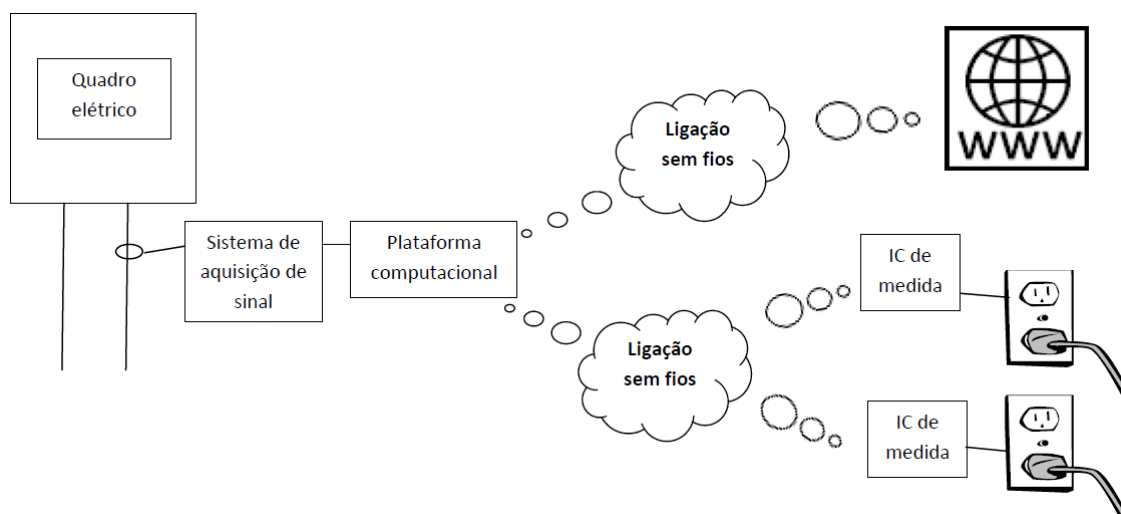 Quadro
elétrico
Ligação
sem fios
WWW
Sistema de
aquisição de
sinal
Plataforma
computacional
IC de
medida
Ligação
sem fios
IC de
medida